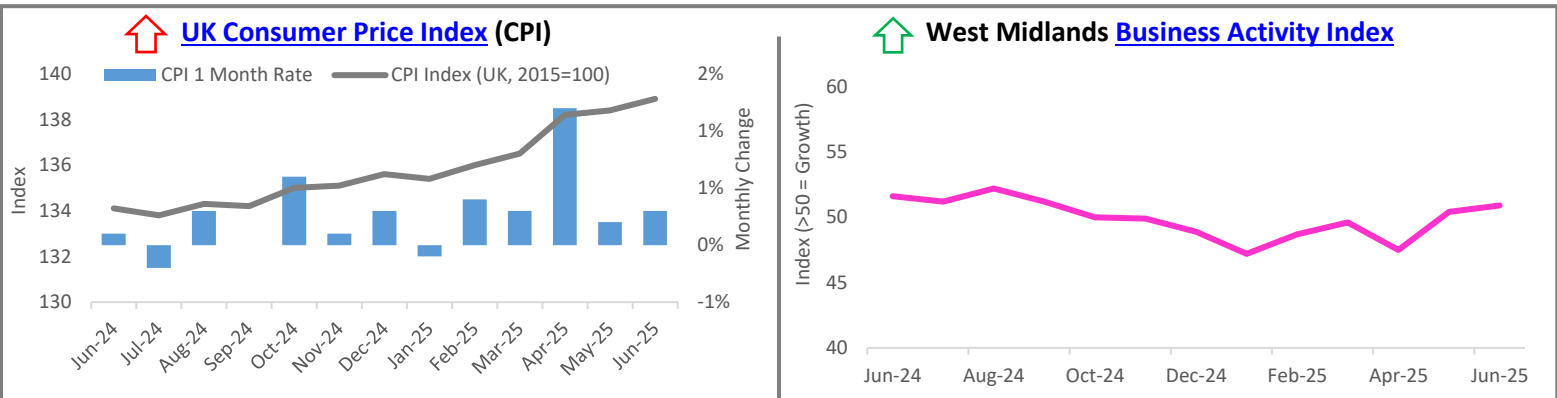 UK Consumer Price Index (CPI)
CPI 1 Month Rate
CPI Index (UK, 2015=100)
140
138
136
134
132
130
Index
2%
1%
1%
0%
-1%
Monthly Change
Jun-24
Jul-24
Aug-24
Sep-24
Oct-24
Nov-24
Dec-24
Jan-25
Feb-25
Mar-25
Apr-25
May-25
Jun-25
West Midlands Business Activity Index
60
55
50
45
40
Index (>50 = Growth)
Jun-24
Aug-24
Oct-24
Dec-24
Feb-25
Apr-25
Jun-25